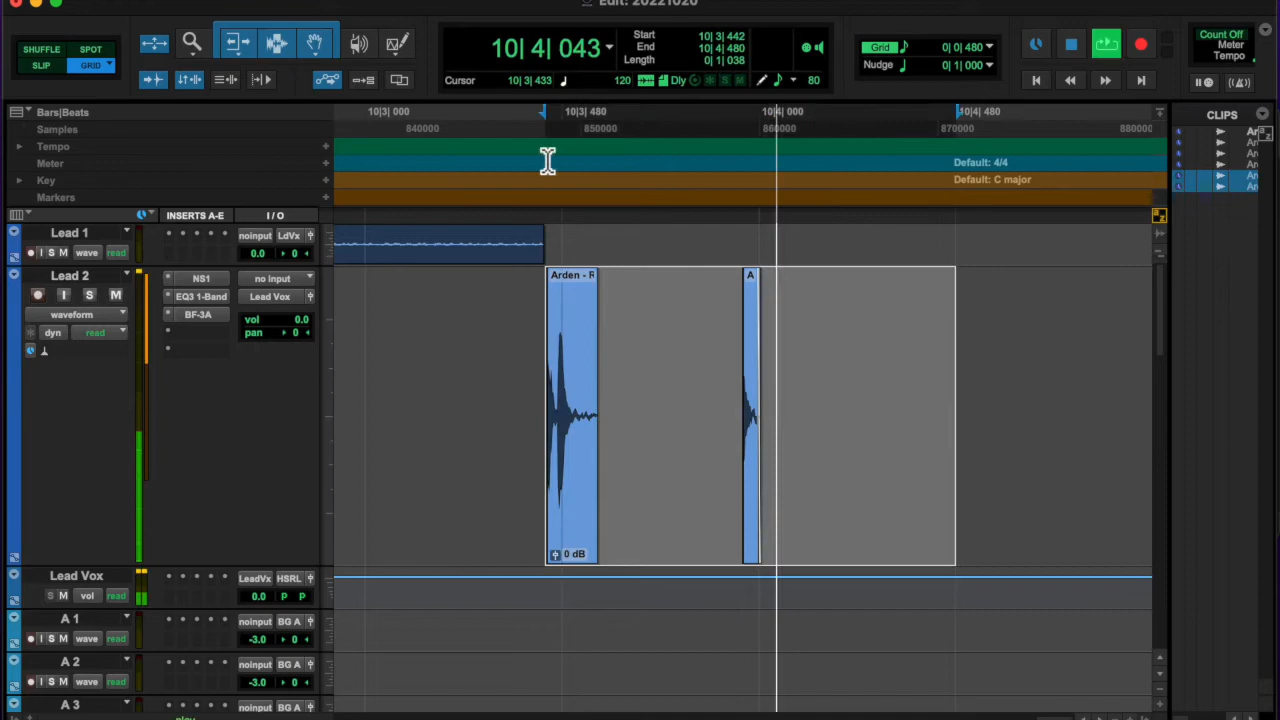 Edit: 20221020
SHUFFLE SPOT
SLIP GRID
10| 4| 043
Start 10| 3| 442
End 10| 4| 480
Length 0| 1| 038
Cursor 10| 3| 433 120 Dly S M 80
Grid 0| 0| 480
Nudge 0| 1| 000
Count Off
Meter
Tempo
Bars|Beats 10|3| 000 10|3| 480 10|4| 000 10|4| 480
CLIPS
Samples 840000 850000 860000 870000 880000
Tempo
Meter Default: 4/4
Key Default: C major
Markers
INSERTS A-E I / O
Lead 1 noinput LdVx
I S M wave read 0.0 0
Lead 2 NS1 no input
Arden - R A
I S M EQ3 1-Band Lead Vox
waveform BF-3A vol 0.0
dyn read pan 0
0 dB
Lead Vox LeadVx HSRL
S M vol read 0.0 P P
A 1 noinput BG A
I S M wave read -3.0 0
A 2 noinput BG A
I S M wave read -3.0 0
A 3 noinput BG A
play